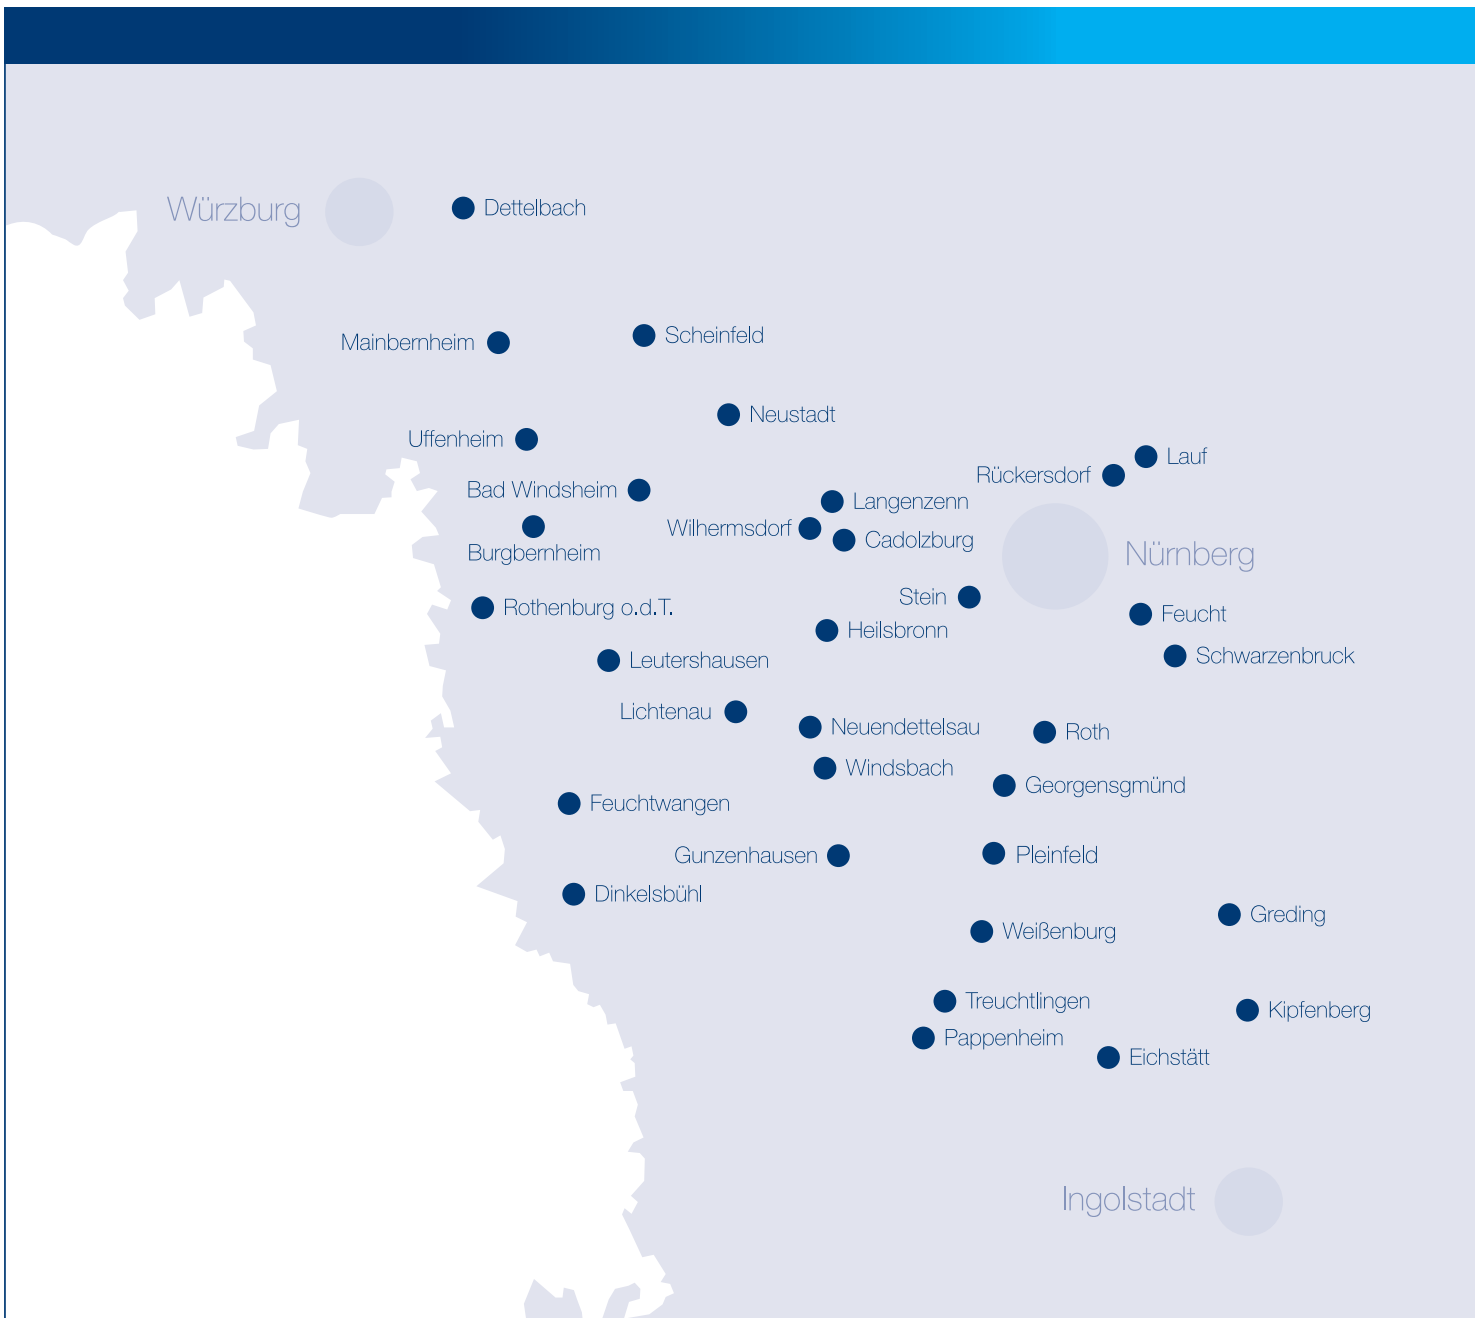 Würzburg
Dettelbach
Scheinfeld
Mainbernheim
Neustadt
Uffenheim
Lauf
Rückersdorf
Bad Windsheim
Langenzenn
Wilhermsdorf
Cadolzburg
Burgbernheim
Nürnberg
Stein
Rothenburg o.d.T.
Feucht
Heilsbronn
Schwarzenbruck
Leutershausen
Lichtenau
Neuendettelsau
Roth
Windsbach
Georgensgmünd
Feuchtwangen
Gunzenhausen
Pleinfeld
Dinkelsbühl
Greding
Weißenburg
Treuchtlingen
Kipfenberg
Pappenheim
Eichstätt
Ingolstadt